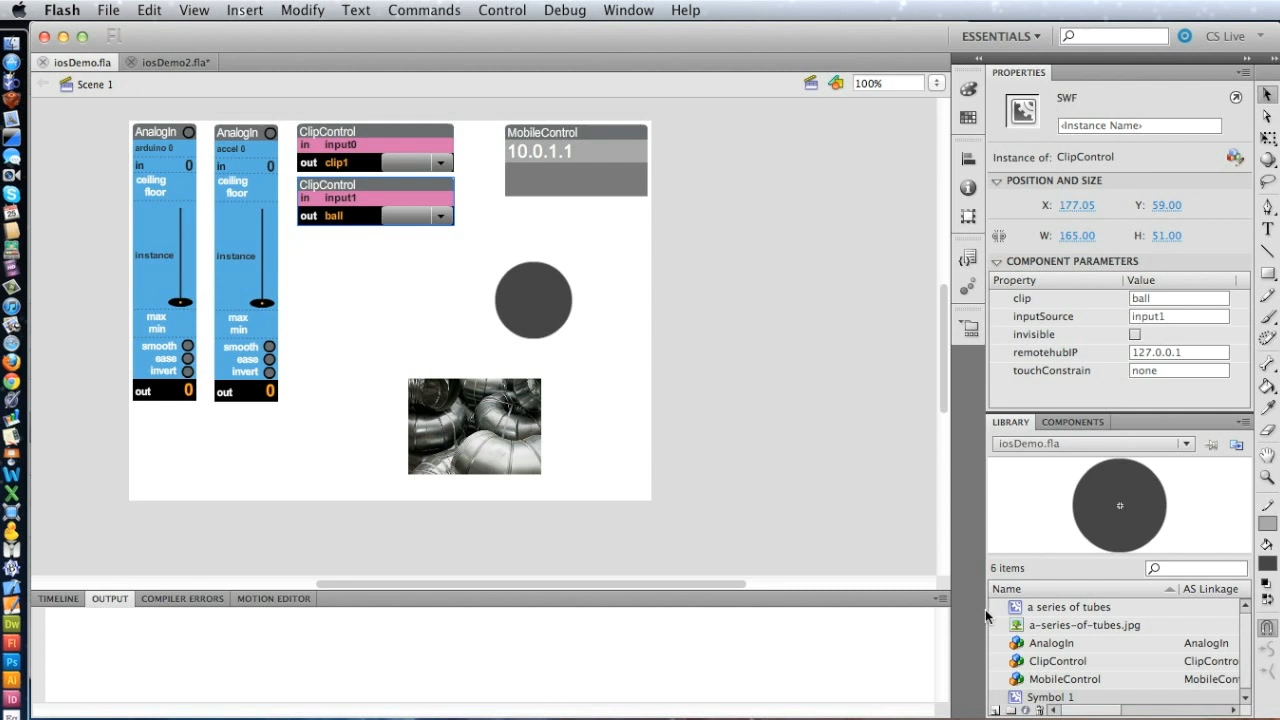 Flash File Edit View Insert Modify Text Commands Control Debug Window Help
Fl ESSENTIALS CS Live
iosDemo.fla iosDemo2.fla*
Scene 1 100%
AnalogIn
arduino 0
in 0
ceiling
floor
instance
max
min
smooth
ease
invert
out 0
AnalogIn
accel 0
in 0
ceiling
floor
instance
max
min
smooth
ease
invert
out 0
ClipControl
in input0
out clip1
ClipControl
in input1
out ball
MobileControl
10.0.1.1
TIMELINE OUTPUT COMPILER ERRORS MOTION EDITOR
PROPERTIES
SWF
<Instance Name>
Instance of: ClipControl
POSITION AND SIZE
X: 177.05 Y: 59.00
W: 165.00 H: 51.00
COMPONENT PARAMETERS
Property Value
clip ball
inputSource input1
invisible
remotehubIP 127.0.0.1
touchConstrain none
LIBRARY COMPONENTS
iosDemo.fla
6 items
Name AS Linkage
a series of tubes
a-series-of-tubes.jpg
AnalogIn AnalogIn
ClipControl ClipContro
MobileControl MobileCon
Symbol 1
Dw
Fl
Ps
Ai
ID